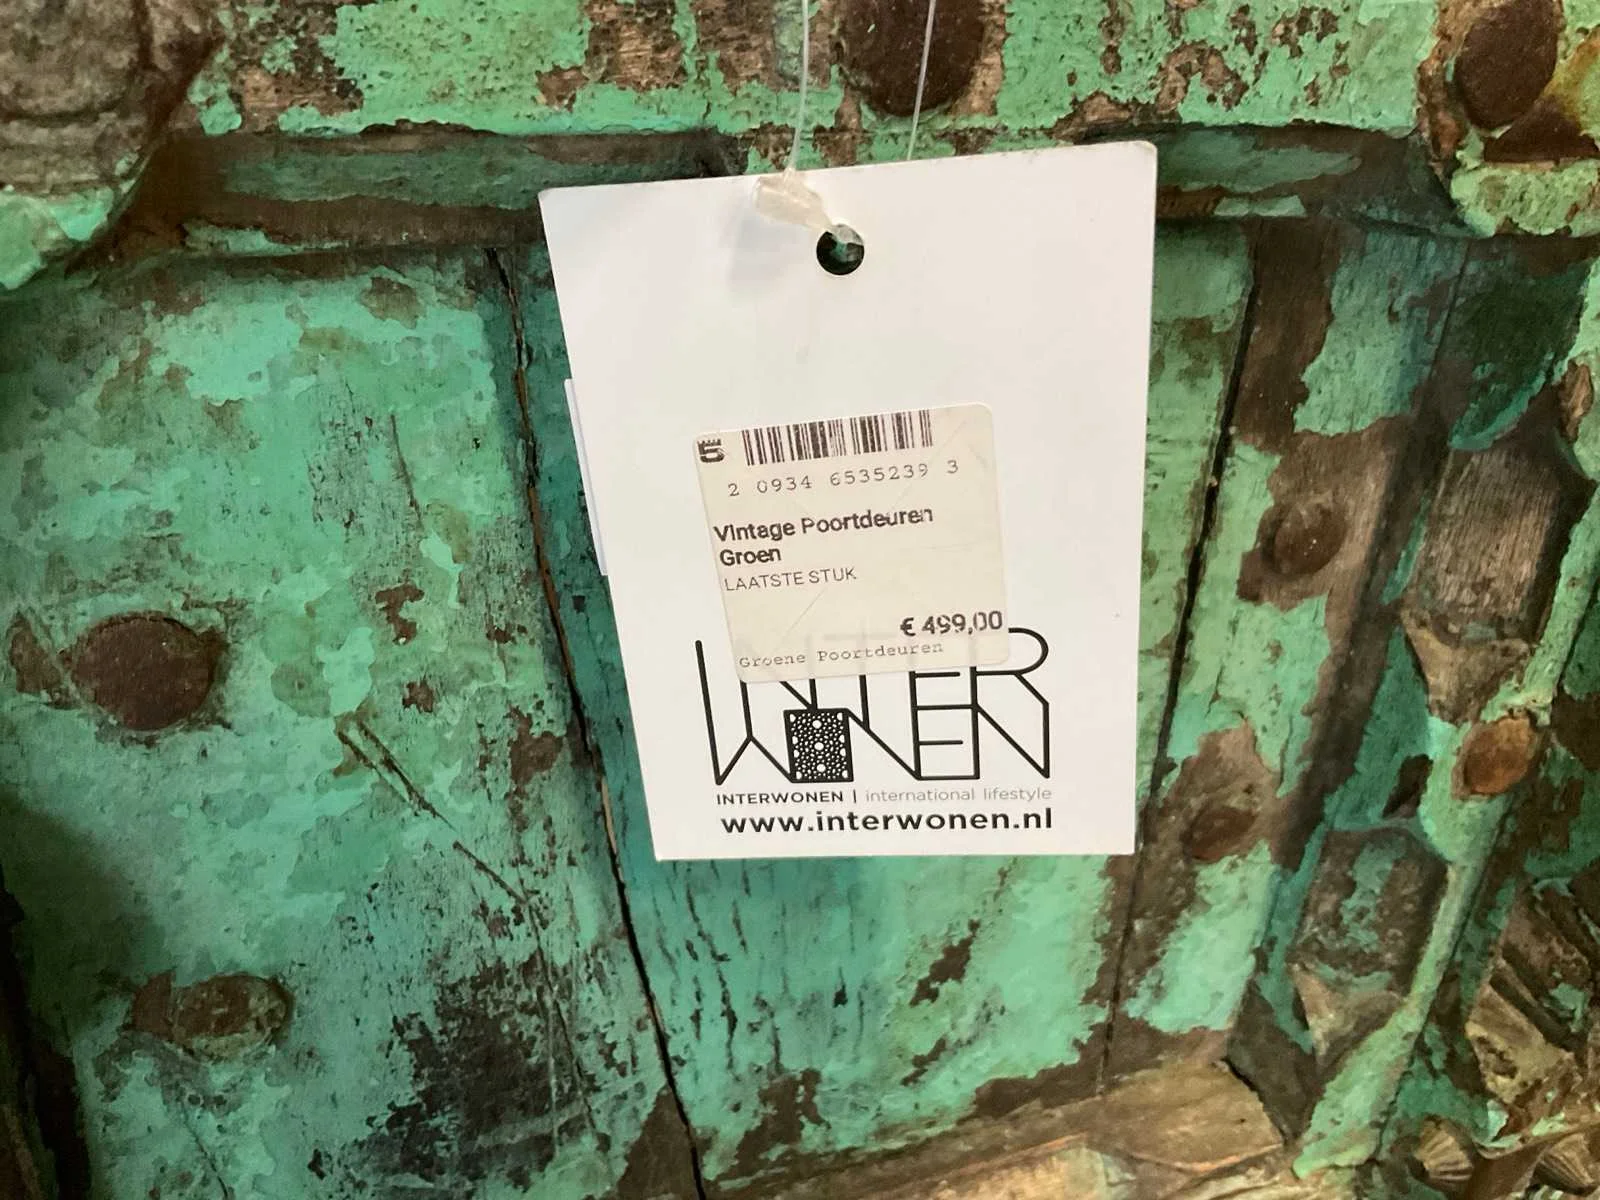 5
2 0934 6535239 3
Vintage Poortdeuren
Groen
LAATSTE STUK
€ 499,00
Groene Poortdeuren
INTER
WONEN
INTERWONEN | international lifestyle
www.interwonen.nl